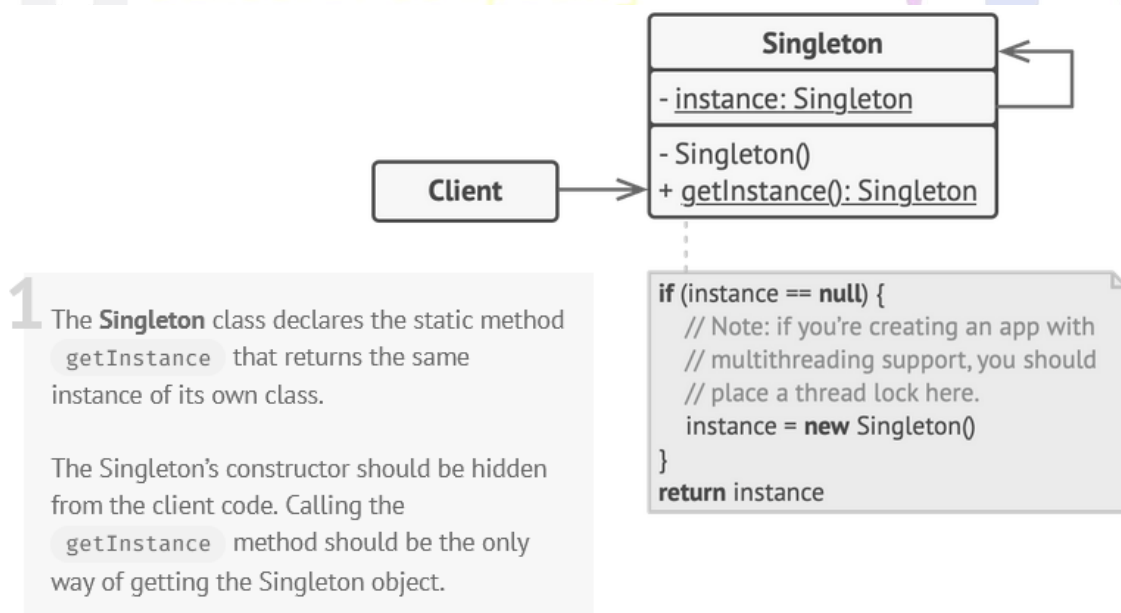 Singleton
- instance: Singleton
- Singleton()
+ getInstance(): Singleton
Client
1
The Singleton class declares the static method
getInstance that returns the same
instance of its own class.
The Singleton’s constructor should be hidden
from the client code. Calling the
getInstance method should be the only
way of getting the Singleton object.
if (instance == null) {
// Note: if you’re creating an app with
// multithreading support, you should
// place a thread lock here.
instance = new Singleton()
}
return instance